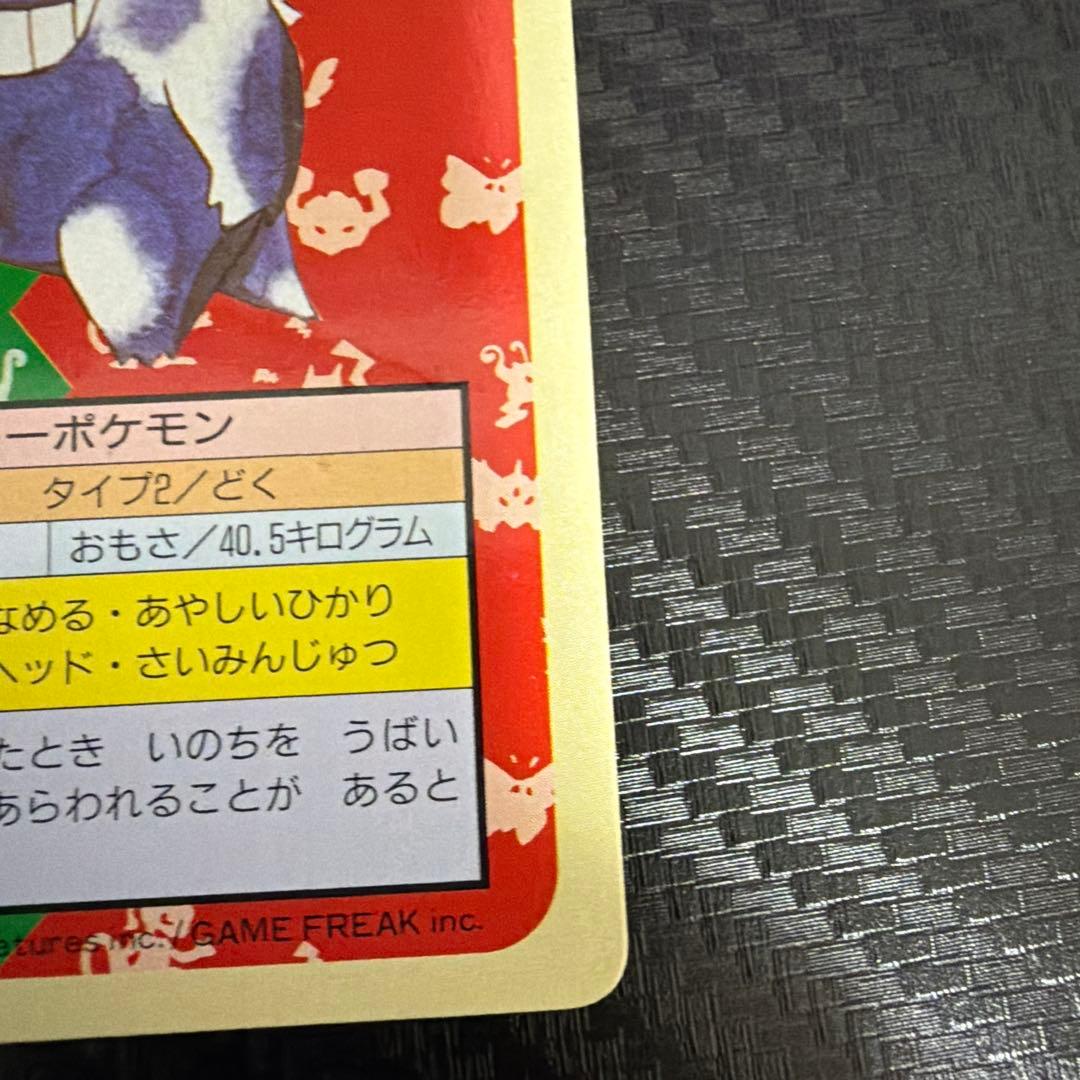 ーポケモン
タイプ2／どく
おもさ／40.5キログラム
なめる・あやしいひかり
ヘッド・さいみんじゅつ
たとき いのちを うばい
あらわれることが あると
etures inc./GAME FREAK inc.